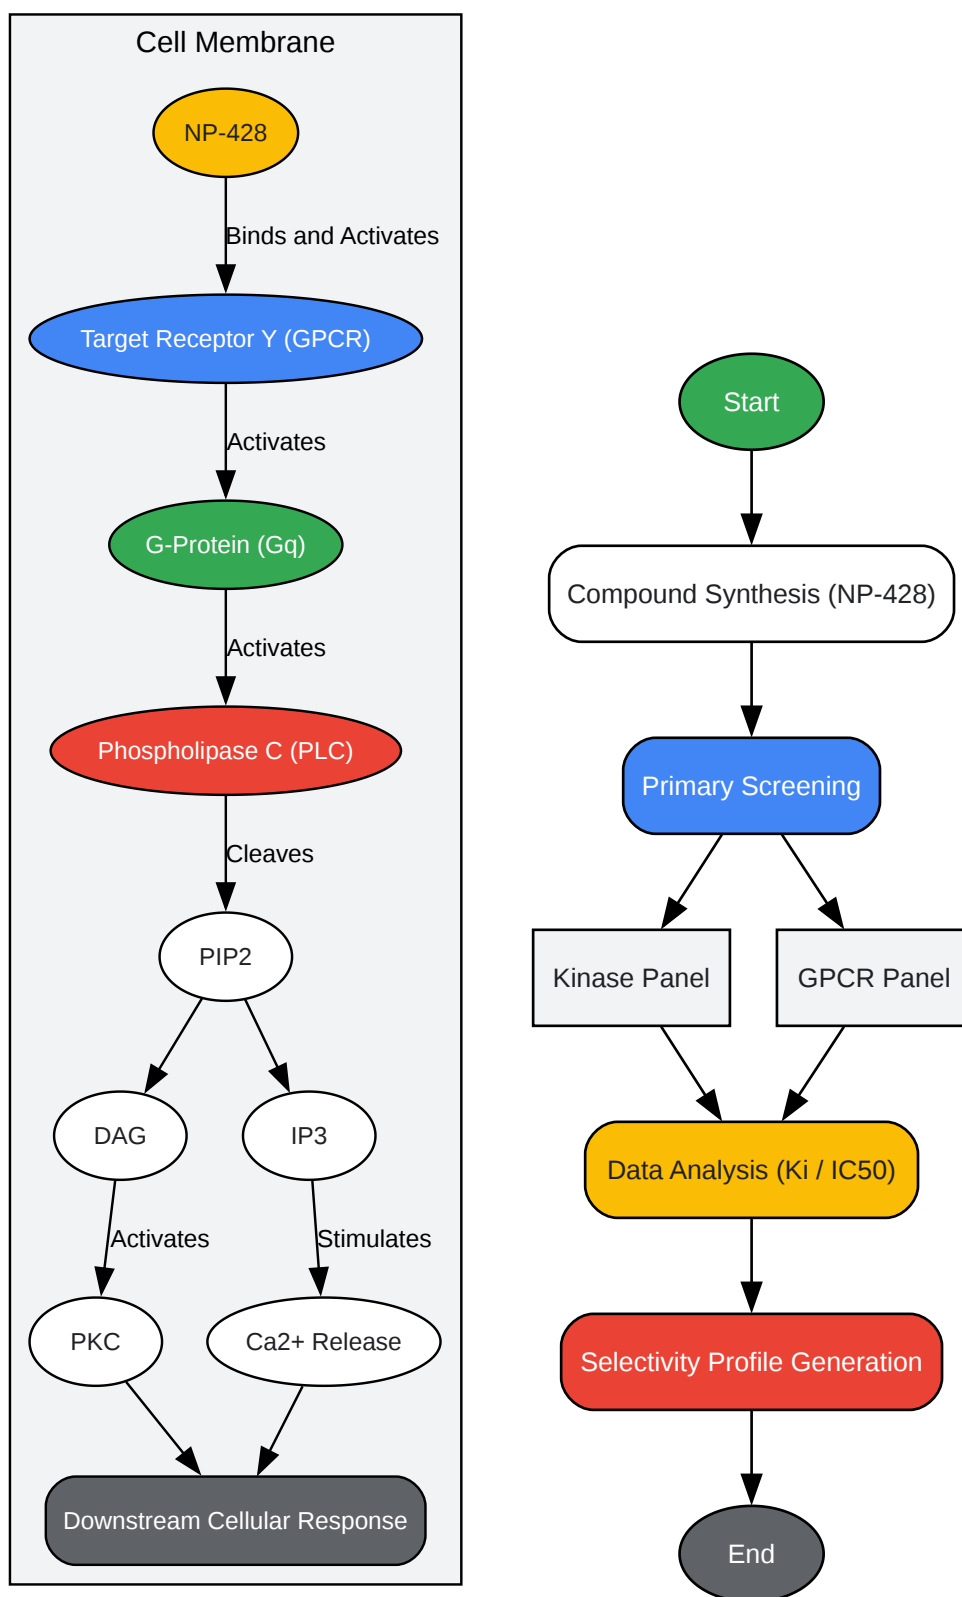 Cell Membrane
NP-428
Binds and Activates
Target Receptor Y (GPCR)
Activates
G-Protein (Gq)
Activates
Phospholipase C (PLC)
Cleaves
PIP2
DAG
IP3
Activates
Stimulates
PKC
Ca2+ Release
Downstream Cellular Response
Start
Compound Synthesis (NP-428)
Primary Screening
Kinase Panel
GPCR Panel
Data Analysis (Ki / IC50)
Selectivity Profile Generation
End